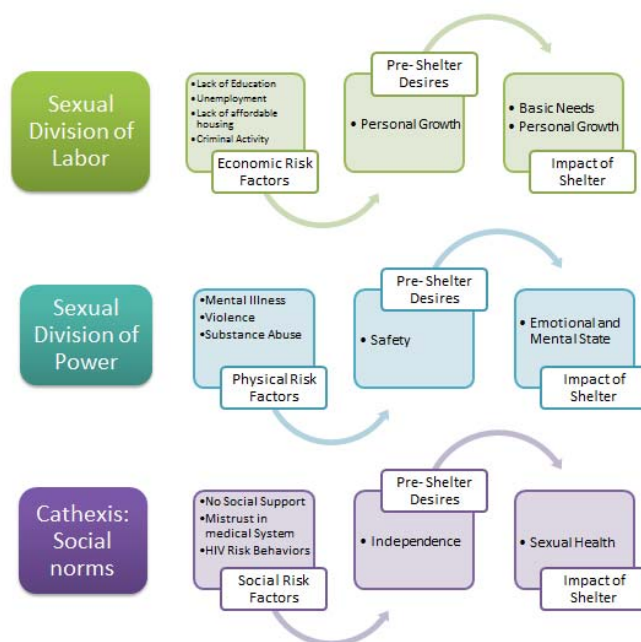 Sexual
Division of
Labor
•Lack of Education
•Unemployment
•Lack of affordable
housing
•Criminal Activity
Economic Risk
Factors
Pre- Shelter
Desires
• Personal Growth
• Basic Needs
• Personal Growth
Impact of
Shelter
Sexual
Division of
Power
•Mental Illness
•Violence
•Substance Abuse
Physical Risk
Factors
Pre- Shelter
Desires
• Safety
• Emotional and
Mental State
Impact of
Shelter
Cathexis:
Social
norms
•No Social Support
•Mistrust in
medical System
•HIV Risk Behaviors
Social Risk
Factors
Pre- Shelter
Desires
• Independence
• Sexual Health
Impact of
Shelter